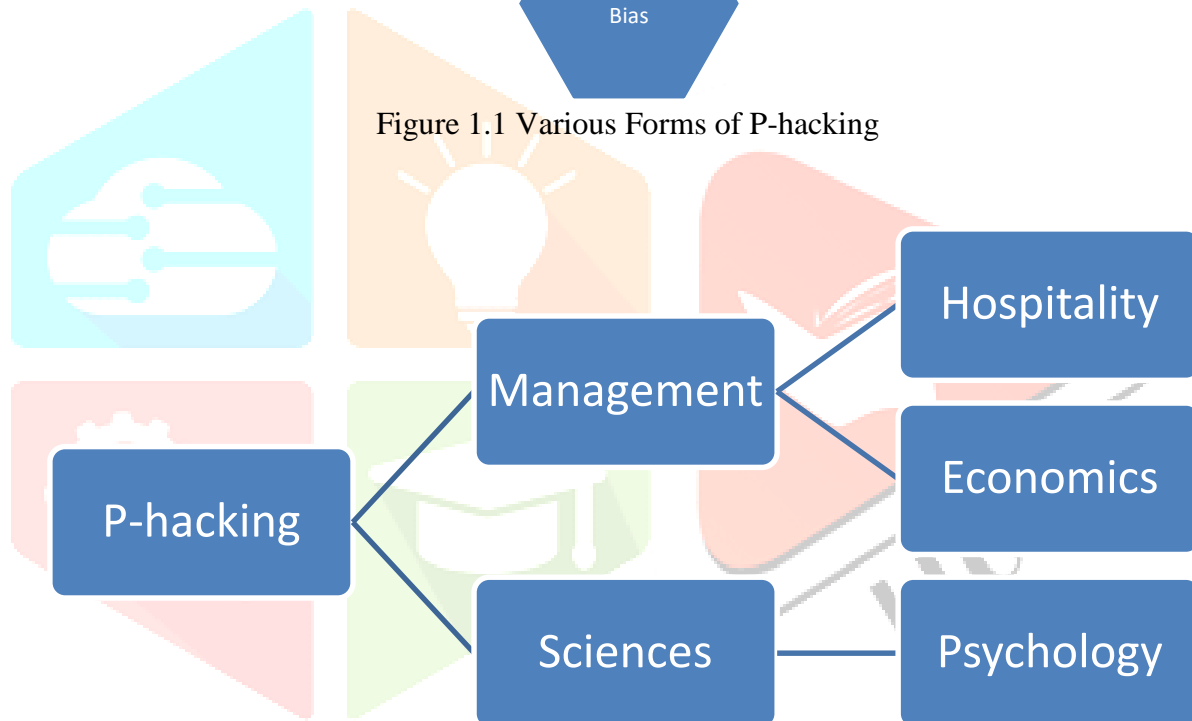 Bias
Figure 1.1 Various Forms of P-hacking
Hospitality
Management
Economics
P-hacking
Sciences
Psychology